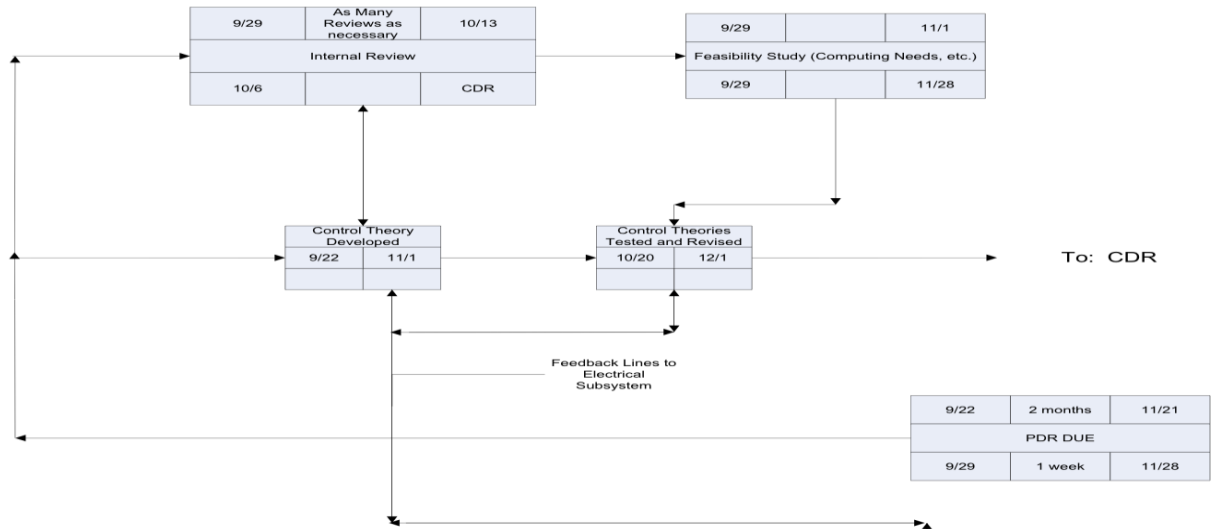 9/29 As Many Reviews as necessary 10/13
Internal Review
10/6 CDR
9/29 11/1
Feasibility Study (Computing Needs, etc.)
9/29 11/28
Control Theory
Developed
9/22 11/1
Control Theories
Tested and Revised
10/20 12/1
To: CDR
Feedback Lines to
Electrical
Subsystem
9/22 2 months 11/21
PDR DUE
9/29 1 week 11/28